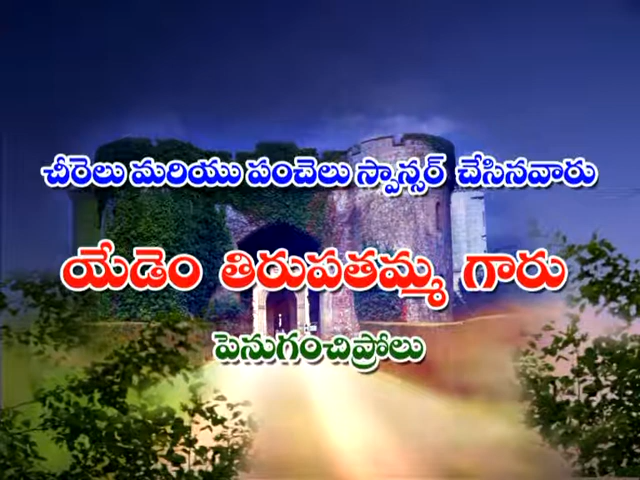 చీరెలు మరియు పంచెలు స్పాన్సర్ చేసినవారు
యేడెం తిరుపతమ్మ గారు
పెనుగంచిప్రోలు